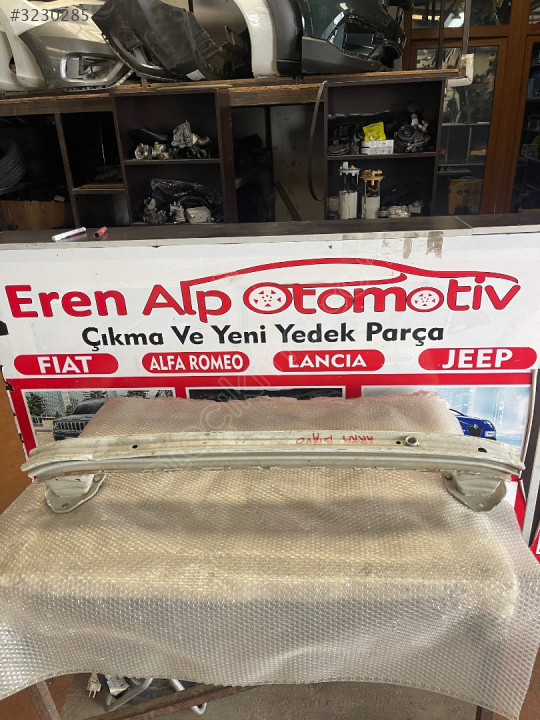 #3230285
Eren Alp Otomotiv
Çıkma Ve Yeni Yedek Parça
FIAT ALFA ROMEO LANCIA JEEP